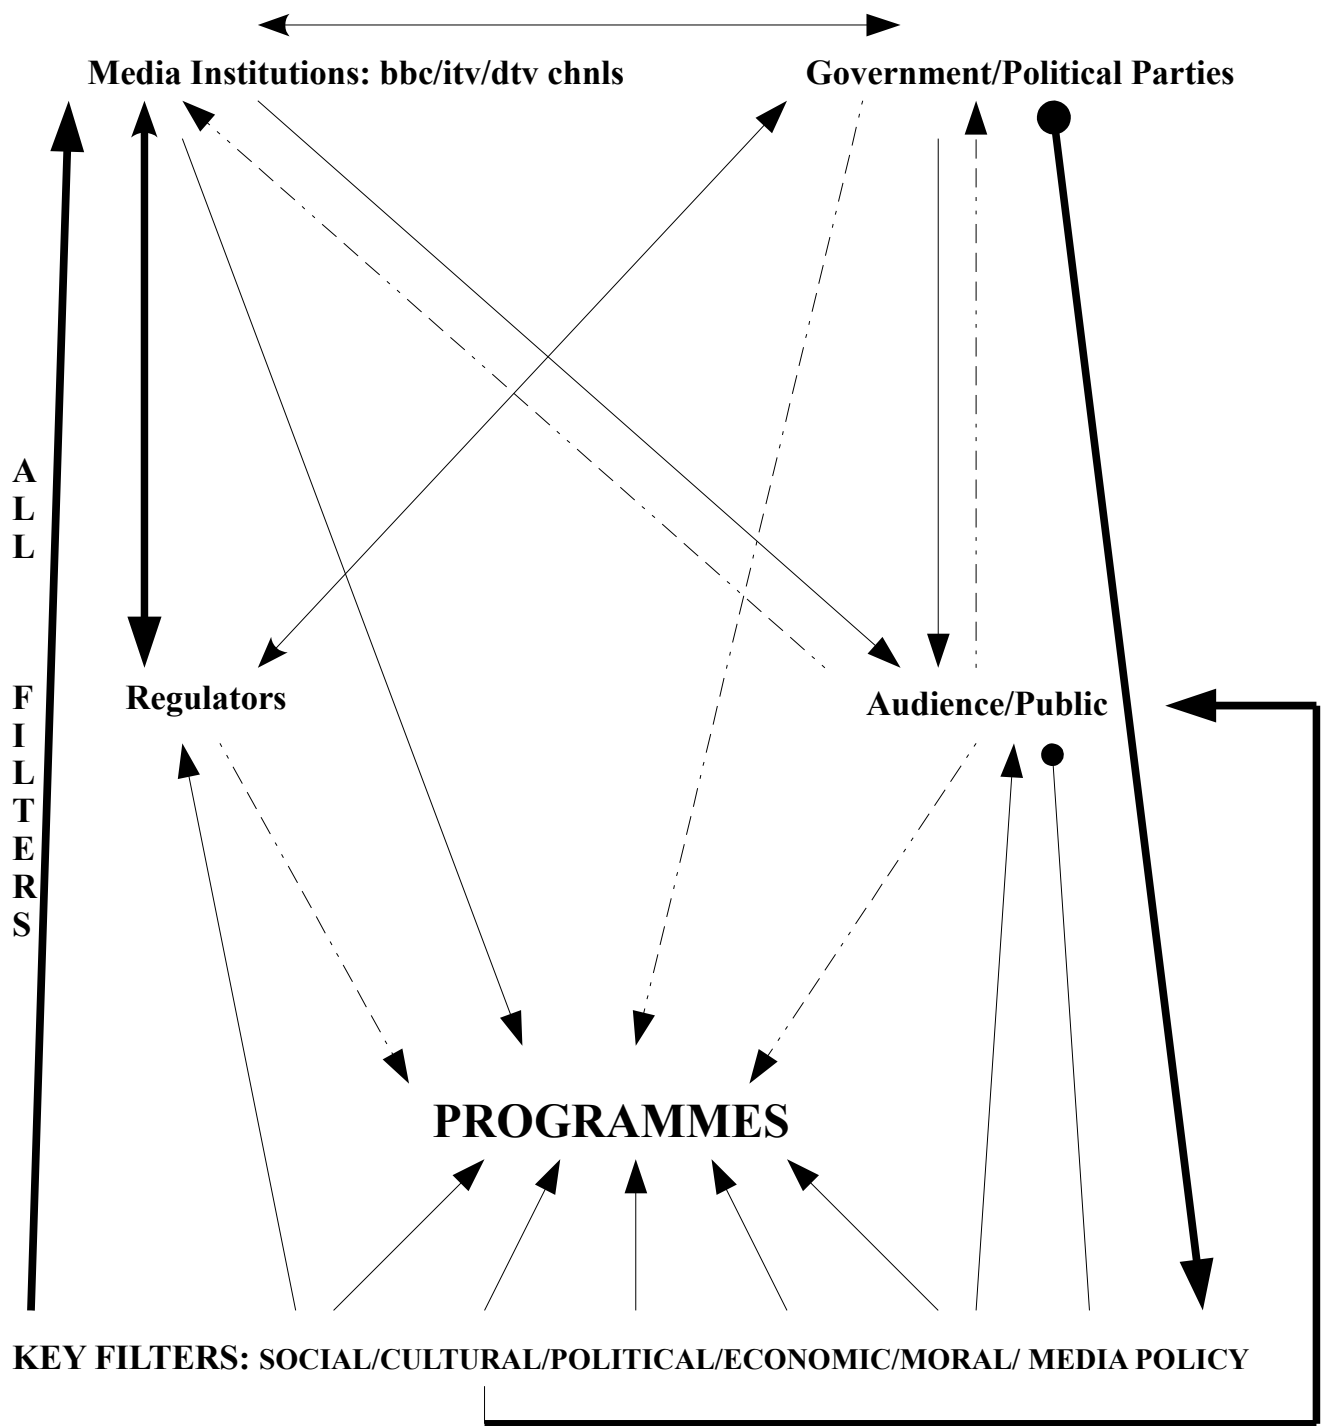 Media Institutions: bbc/itv/dtv chnls
Government/Political Parties
A
L
L
F
I
L
T
E
R
S
Regulators
Audience/Public
PROGRAMMES
KEY FILTERS: SOCIAL/CULTURAL/POLITICAL/ECONOMIC/MORAL/ MEDIA POLICY